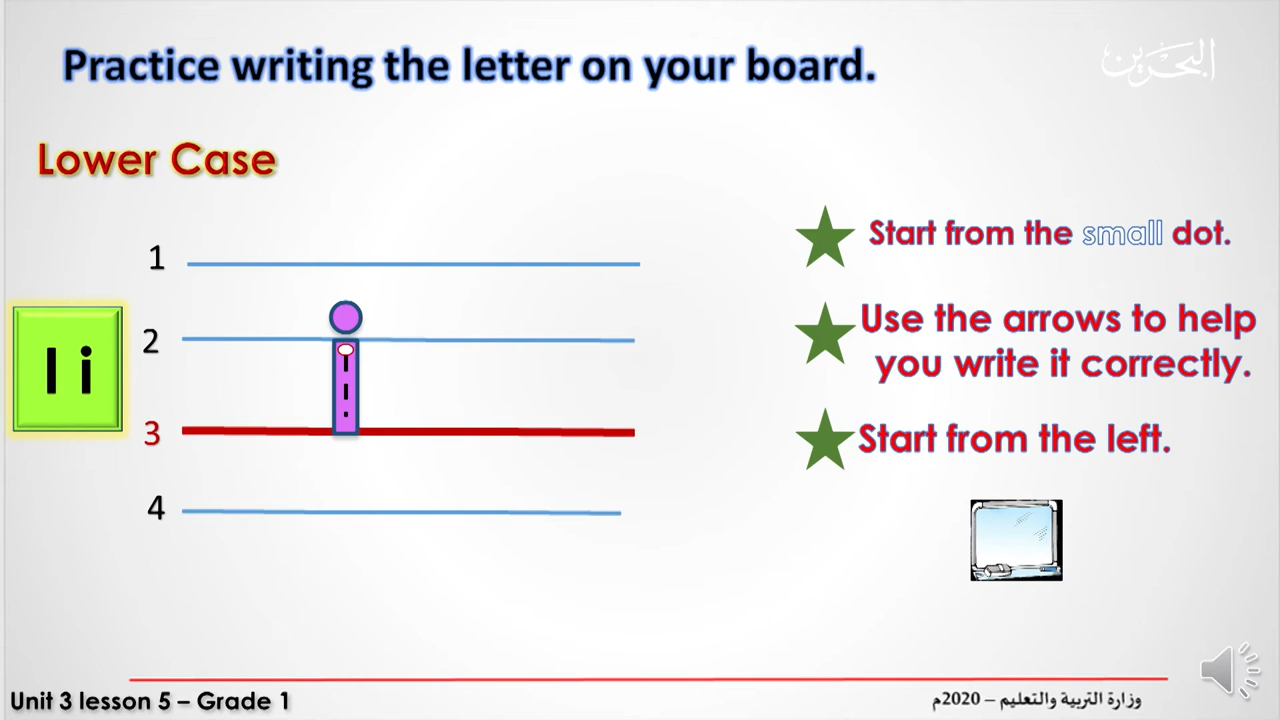 Practice writing the letter on your board.
البحرين
Lower Case
1
2
3
4
I i
i
Start from the small dot.
Use the arrows to help
you write it correctly.
Start from the left.
Unit 3 lesson 5 – Grade 1
وزارة التربية والتعليم – 2020م